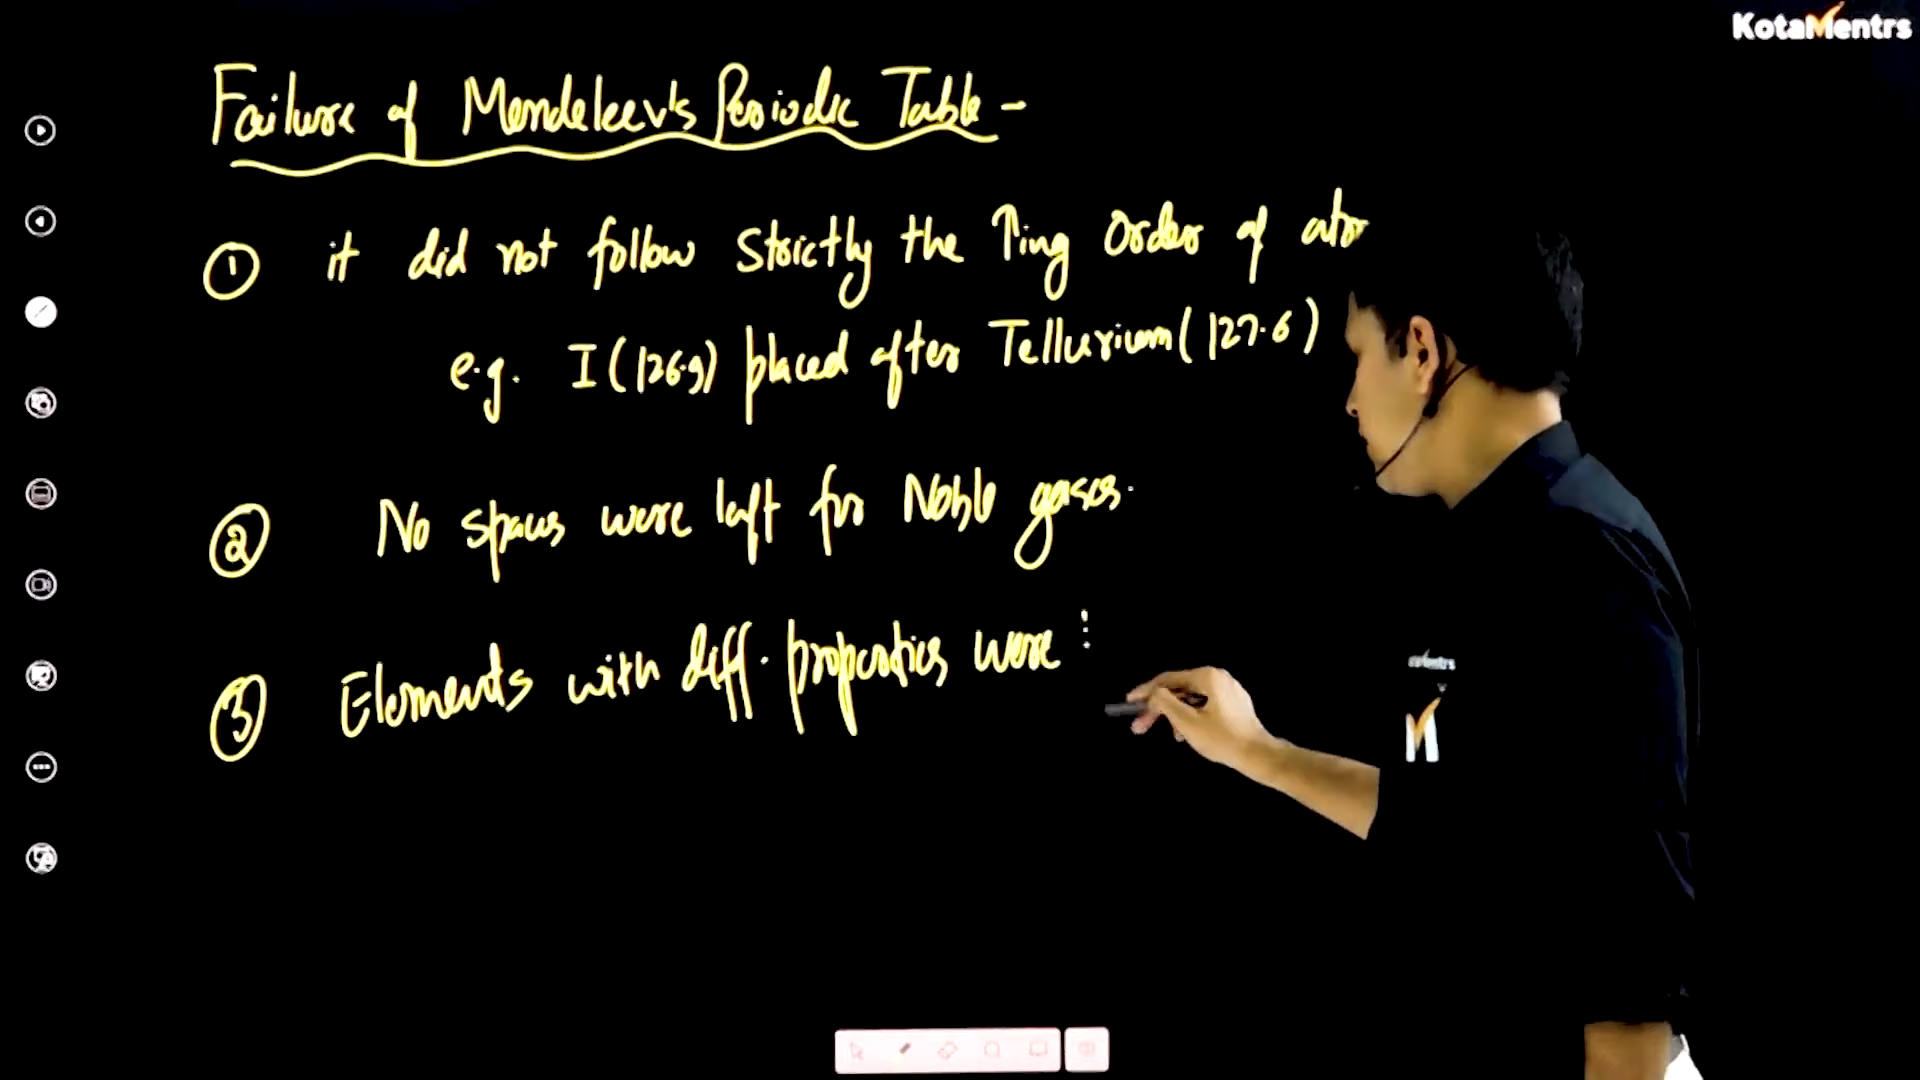 KotaMentrs
Failure of Mendeleev's Periodic Table -
① it did not follow strictly the ↑ing Order of ato
e.g. I (126.9) placed after Tellurium (127.6)
② No spaces were left for Noble gases.
③ Elements with diff. properties were